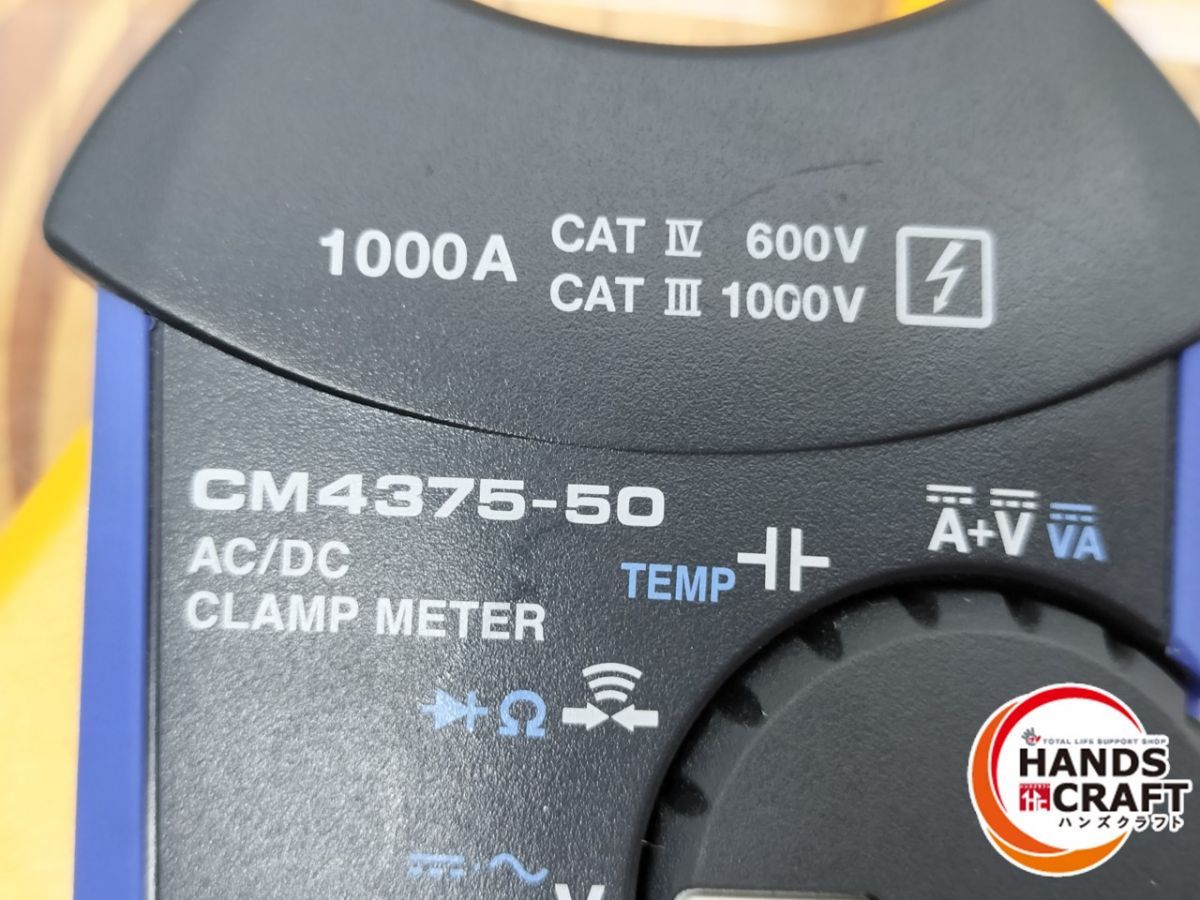 1000A
CAT Ⅳ 600V
CAT Ⅲ 1000V
CM4375-50
AC/DC
CLAMP METER
TEMP
A+V VA
Ω
V
TOTAL LIFE SUPPORT SHOP
HANDS
CRAFT
ハンズクラフト